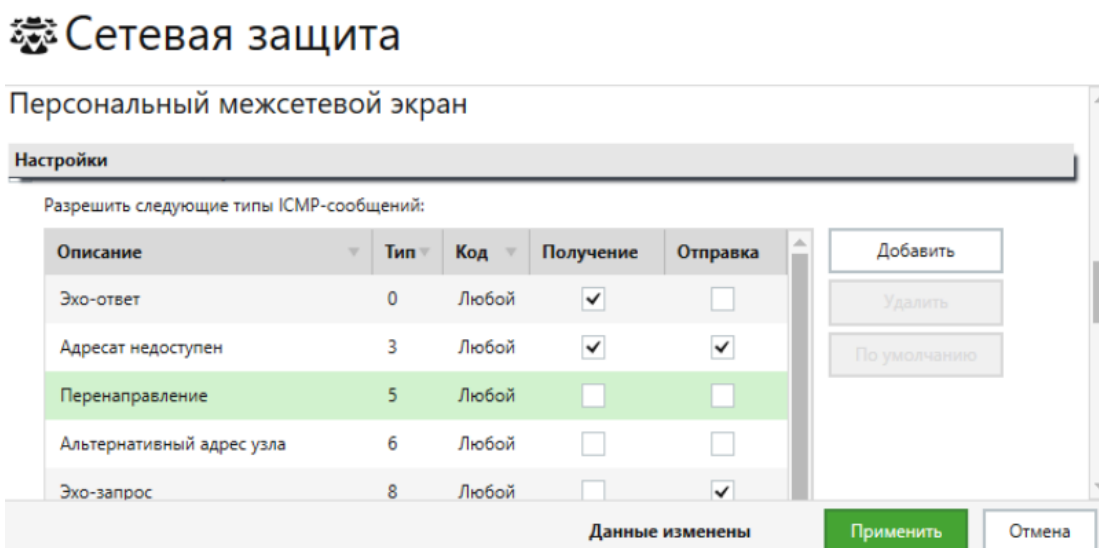 Сетевая защита
Персональный межсетевой экран
Настройки
Разрешить следующие типы ICMP-сообщений:
Описание Тип Код Получение Отправка
Добавить
Эхо-ответ 0 Любой
Удалить
Адресат недоступен 3 Любой
По умолчанию
Перенаправление 5 Любой
Альтернативный адрес узла 6 Любой
Эхо-запрос 8 Любой
Данные изменены Применить Отмена